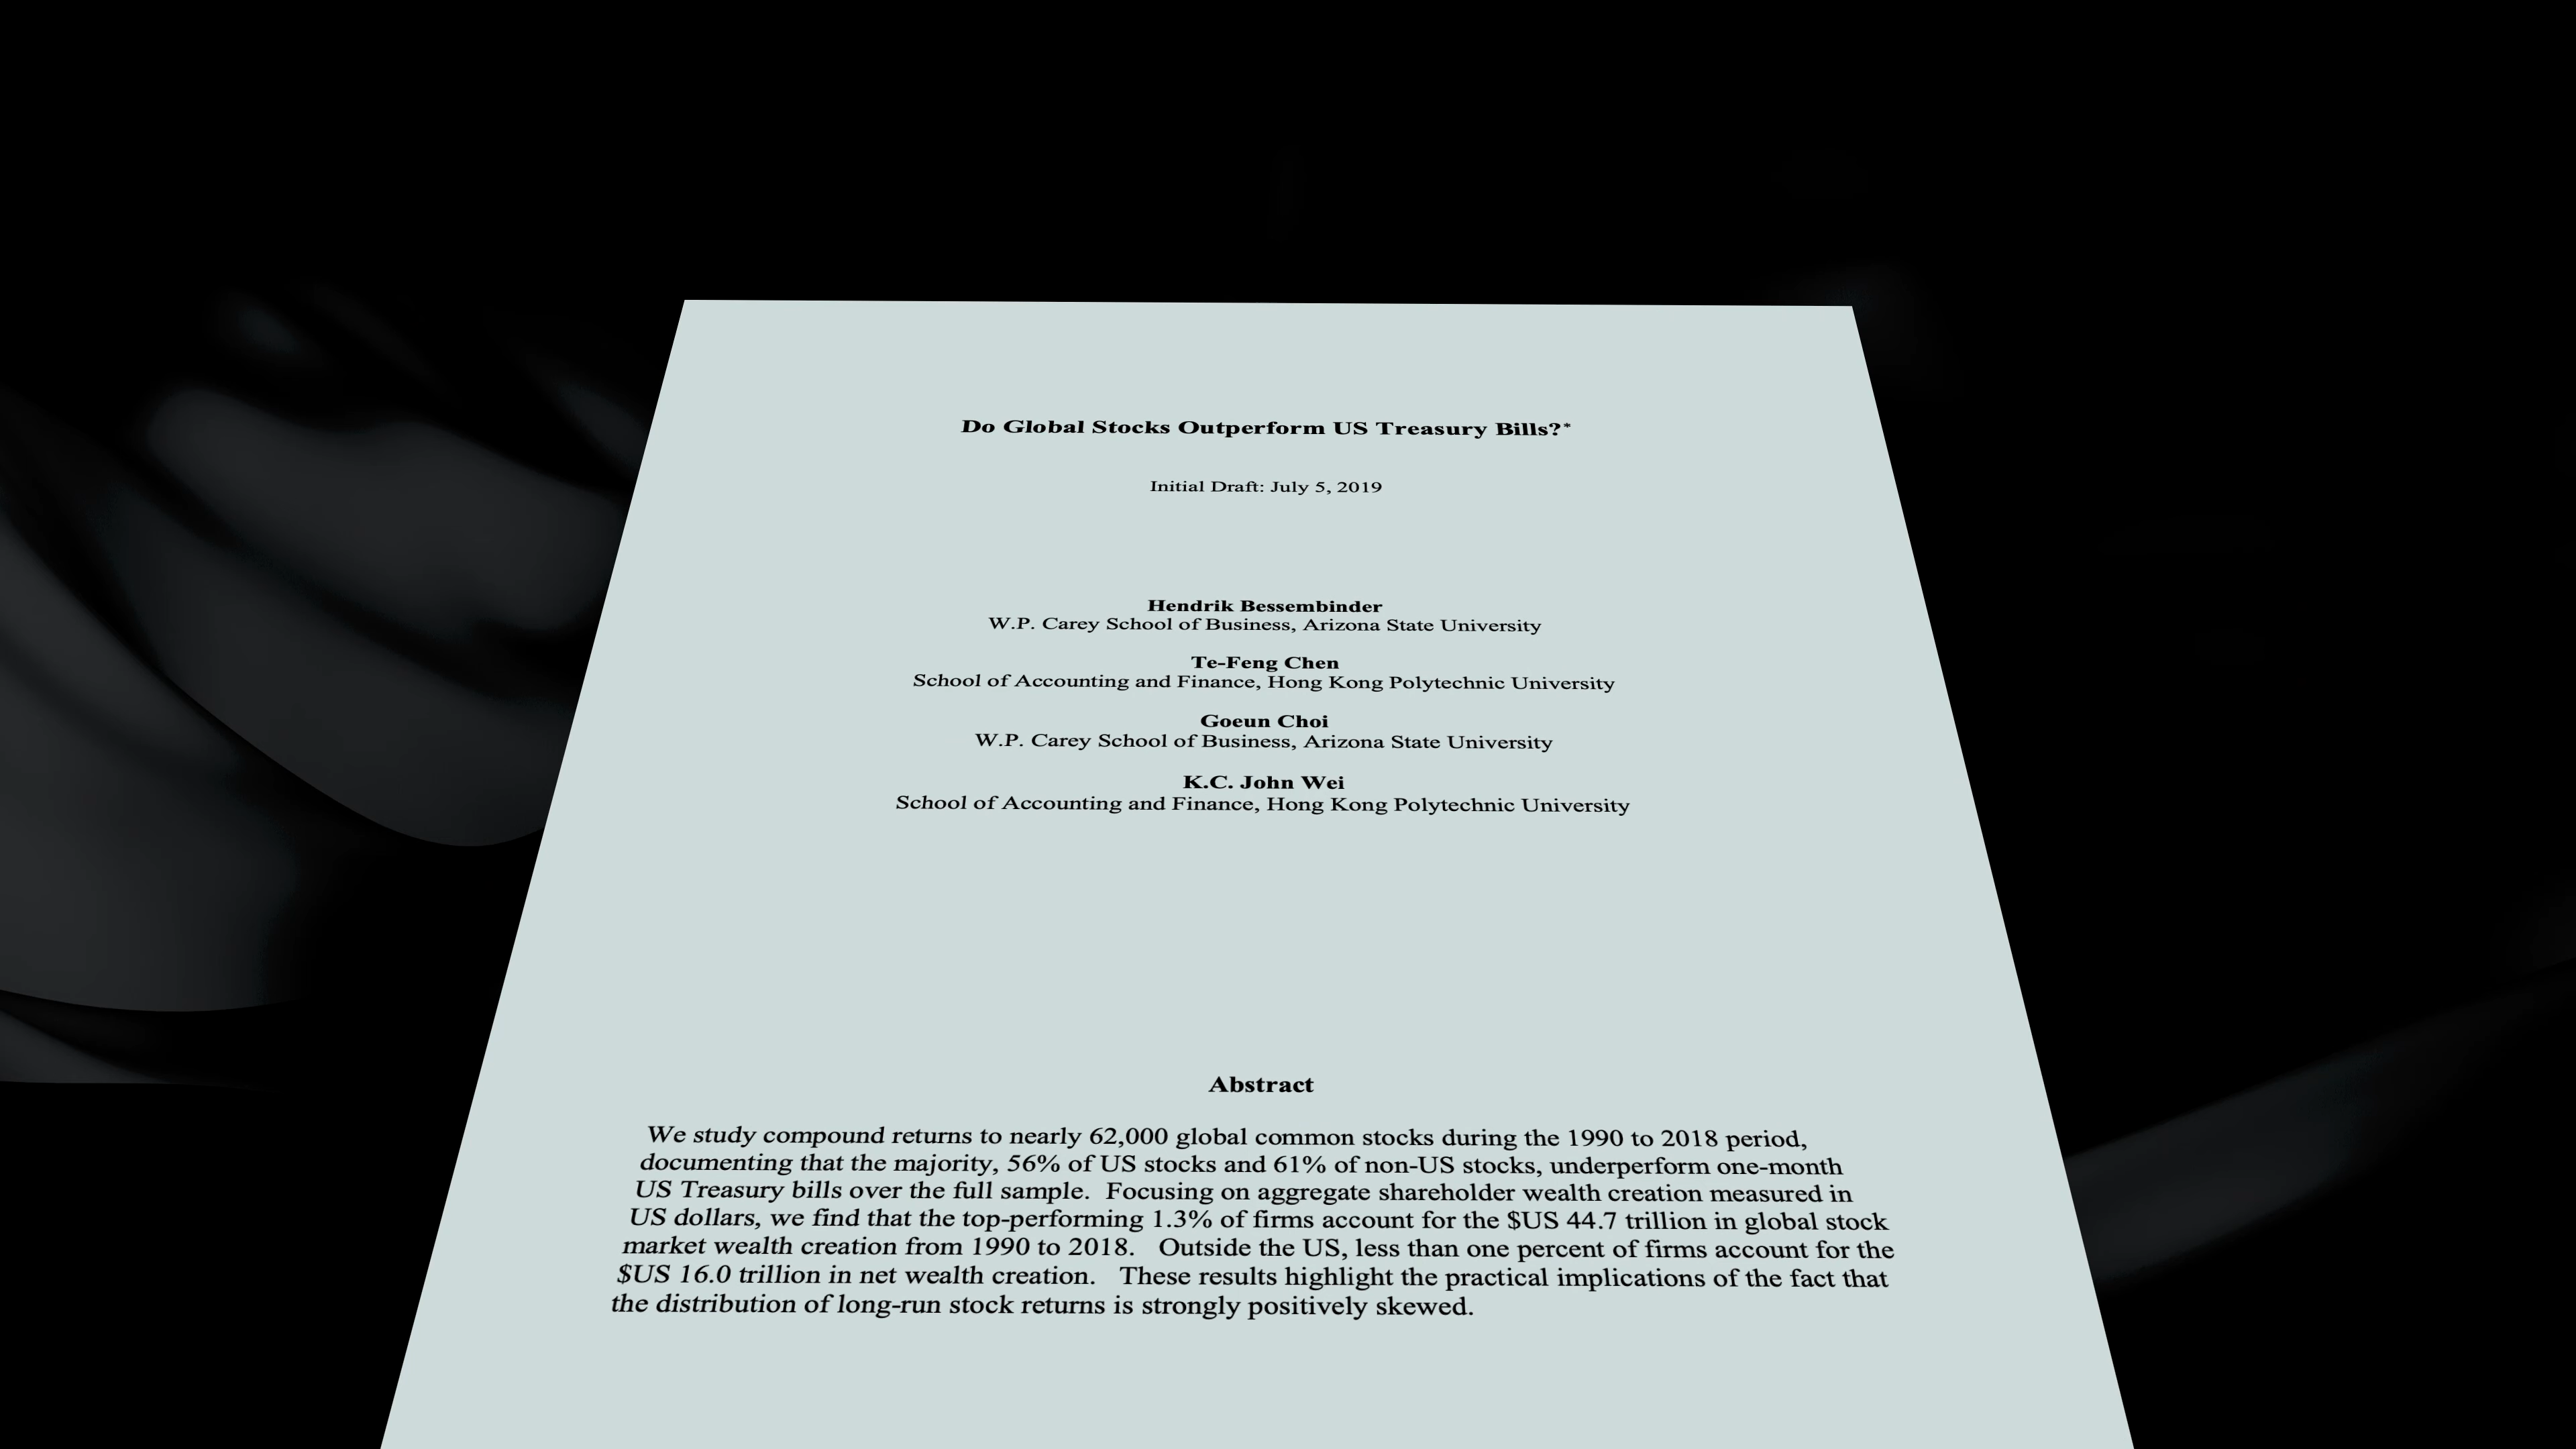 Do Global Stocks Outperform US Treasury Bills?*
Initial Draft: July 5, 2019
Hendrik Bessembinder
W.P. Carey School of Business, Arizona State University
Te-Feng Chen
School of Accounting and Finance, Hong Kong Polytechnic University
Goeun Choi
W.P. Carey School of Business, Arizona State University
K.C. John Wei
School of Accounting and Finance, Hong Kong Polytechnic University
Abstract
We study compound returns to nearly 62,000 global common stocks during the 1990 to 2018 period,
documenting that the majority, 56% of US stocks and 61% of non-US stocks, underperform one-month
US Treasury bills over the full sample. Focusing on aggregate shareholder wealth creation measured in
US dollars, we find that the top-performing 1.3% of firms account for the $US 44.7 trillion in global stock
market wealth creation from 1990 to 2018. Outside the US, less than one percent of firms account for the
$US 16.0 trillion in net wealth creation. These results highlight the practical implications of the fact that
the distribution of long-run stock returns is strongly positively skewed.